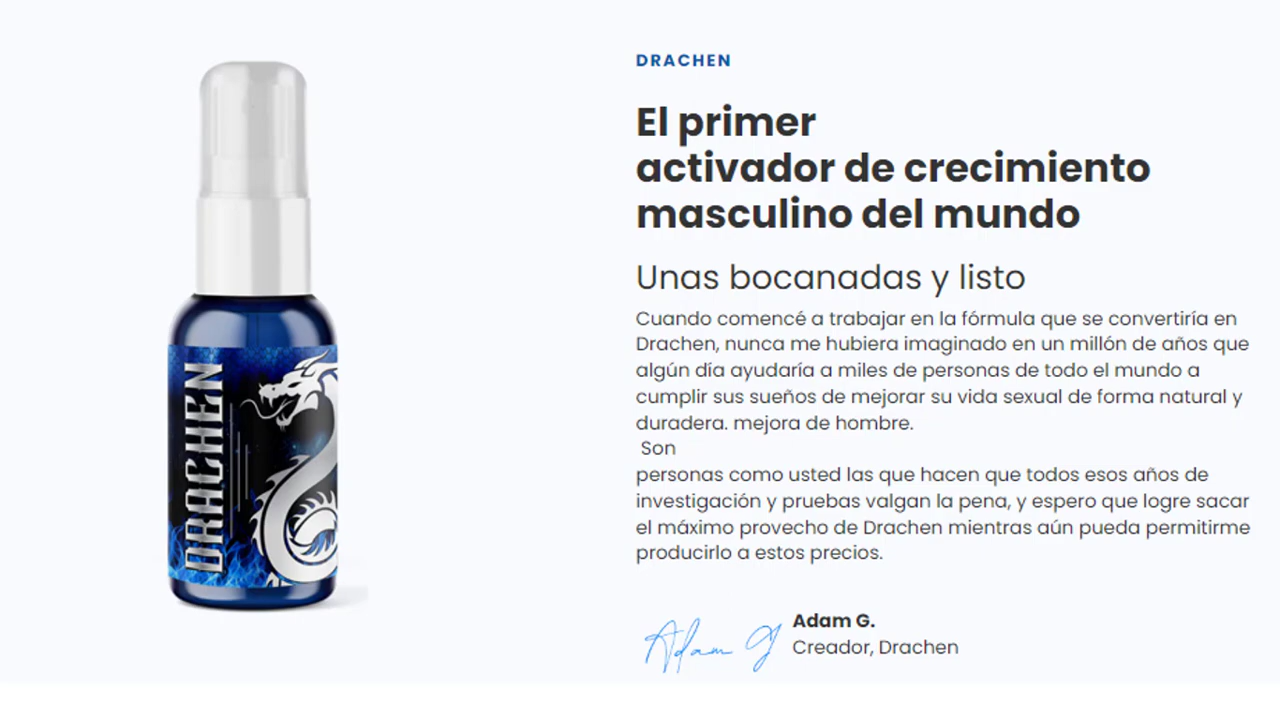 DRACHEN
DRACHEN
El primer
activador de crecimiento
masculino del mundo
Unas bocanadas y listo
Cuando comencé a trabajar en la fórmula que se convertiría en
Drachen, nunca me hubiera imaginado en un millón de años que
algún día ayudaría a miles de personas de todo el mundo a
cumplir sus sueños de mejorar su vida sexual de forma natural y
duradera. mejora de hombre.
Son
personas como usted las que hacen que todos esos años de
investigación y pruebas valgan la pena, y espero que logre sacar
el máximo provecho de Drachen mientras aún pueda permitirme
producirlo a estos precios.
Adam G
Adam G.
Creador, Drachen